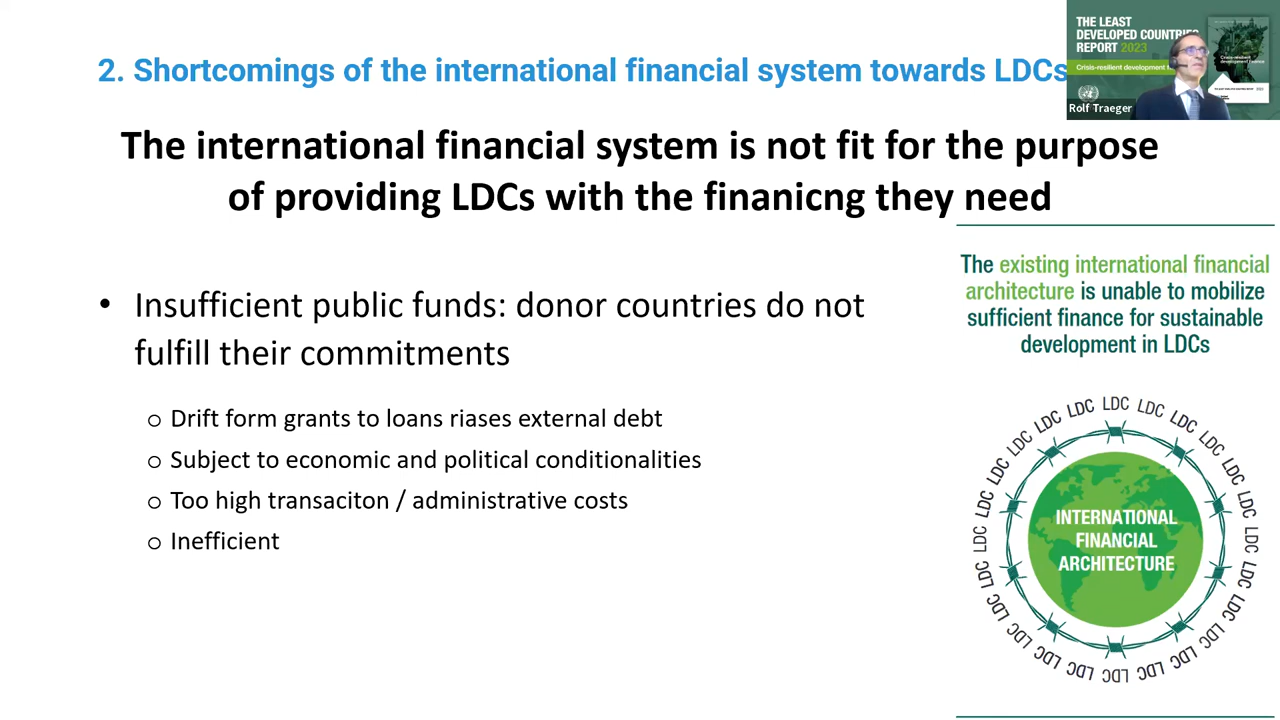 2. Shortcomings of the international financial system towards LDCs
THE LEAST
DEVELOPED COUNTRIES
REPORT 2023
Crisis-resilient development f
Rolf Traeger
The international financial system is not fit for the purpose
of providing LDCs with the finanicng they need
• Insufficient public funds: donor countries do not
fulfill their commitments
o Drift form grants to loans riases external debt
o Subject to economic and political conditionalities
o Too high transaciton / administrative costs
o Inefficient
The existing international financial
architecture is unable to mobilize
sufficient finance for sustainable
development in LDCs
LDC LDC LDC LDC LDC LDC LDC LDC LDC LDC LDC LDC LDC LDC LDC LDC LDC LDC LDC LDC LDC LDC LDC LDC
INTERNATIONAL
FINANCIAL
ARCHITECTURE